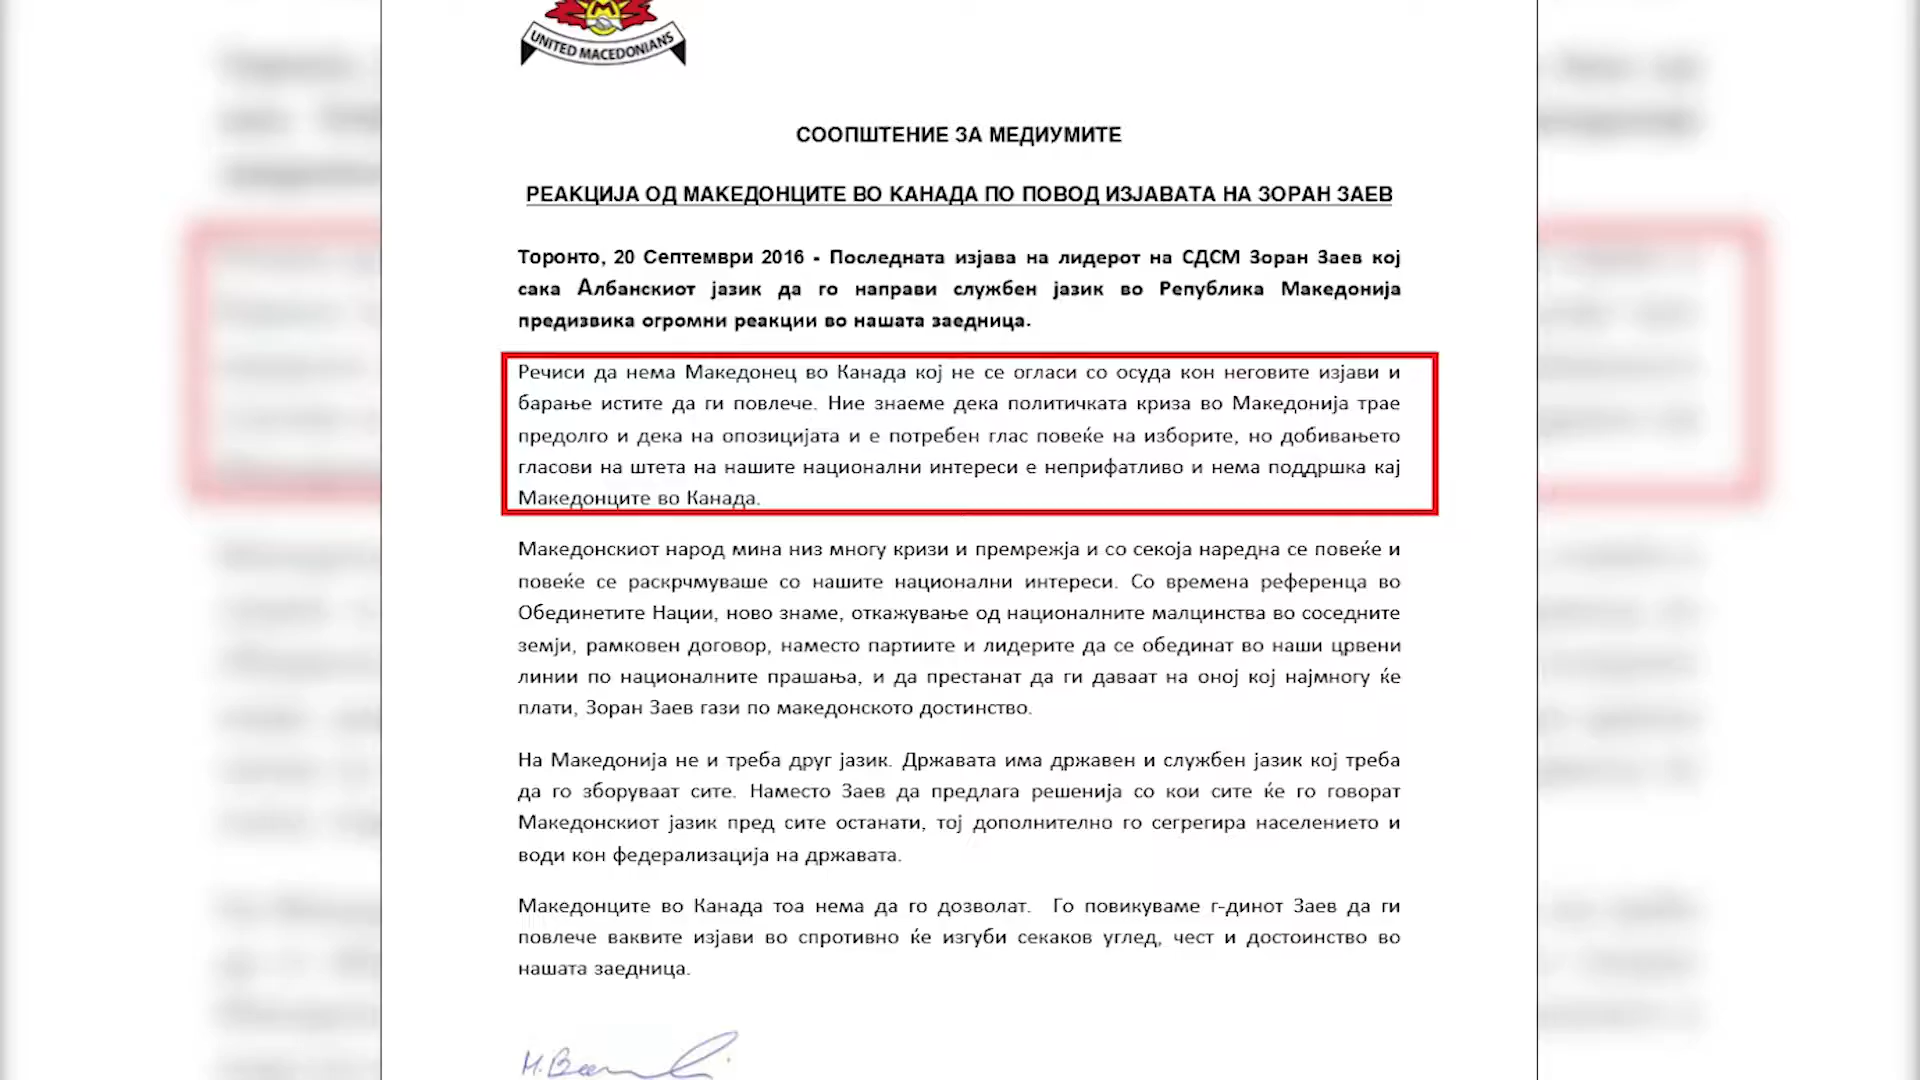 UNITED MACEDONIANS
СООПШТЕНИЕ ЗА МЕДИУМИТЕ
РЕАКЦИЈА ОД МАКЕДОНЦИТЕ ВО КАНАДА ПО ПОВОД ИЗЈАВАТА НА ЗОРАН ЗАЕВ
Торонто, 20 Септември 2016 - Последната изјава на лидерот на СДСМ Зоран Заев кој
сака Албанскиот јазик да го направи службен јазик во Република Македонија
предизвика огромни реакции во нашата заедница.
Речиси да нема Македонец во Канада кој не се огласи со осуда кон неговите изјави и
барање истите да ги повлече. Ние знаеме дека политичката криза во Македонија трае
предолго и дека на опозицијата и е потребен глас повеќе на изборите, но добивањето
гласови на штета на нашите национални интереси е неприфатливо и нема поддршка кај
Македонците во Канада.
Македонскиот народ мина низ многу кризи и премрежја и со секоја наредна се повеќе и
повеќе се раскрчмуваше со нашите национални интереси. Со времена референца во
Обединетите Нации, ново знаме, откажување од националните малцинства во соседните
земји, рамковен договор, наместо партиите и лидерите да се обединат во наши црвени
линии по националните прашања, и да престанат да ги даваат на оној кој најмногу ќе
плати, Зоран Заев гази по македонското достинство.
На Македонија не и треба друг јазик. Државата има државен и службен јазик кој треба
да го зборуваат сите. Наместо Заев да предлага решенија со кои сите ќе го говорат
Македонскиот јазик пред сите останати, тој дополнително го сегрегира населението и
води кон федерализација на државата.
Македонците во Канада тоа нема да го дозволат. Го повикуваме г-динот Заев да ги
повлече ваквите изјави во спротивно ќе изгуби секаков углед, чест и достоинство во
нашата заедница.